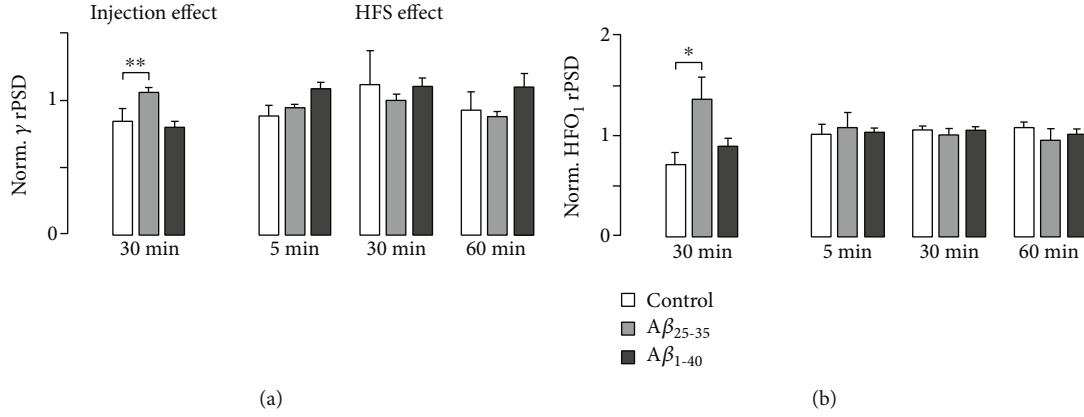 Injection effect
HFS effect
Norm. γ rPSD
1
0
**
30 min
5 min
30 min
60 min
(a)
Norm. HFO₁ rPSD
2
1
0
*
30 min
5 min
30 min
60 min
Control
Aβ₂₅₋₃₅
Aβ₁₋₄₀
(b)